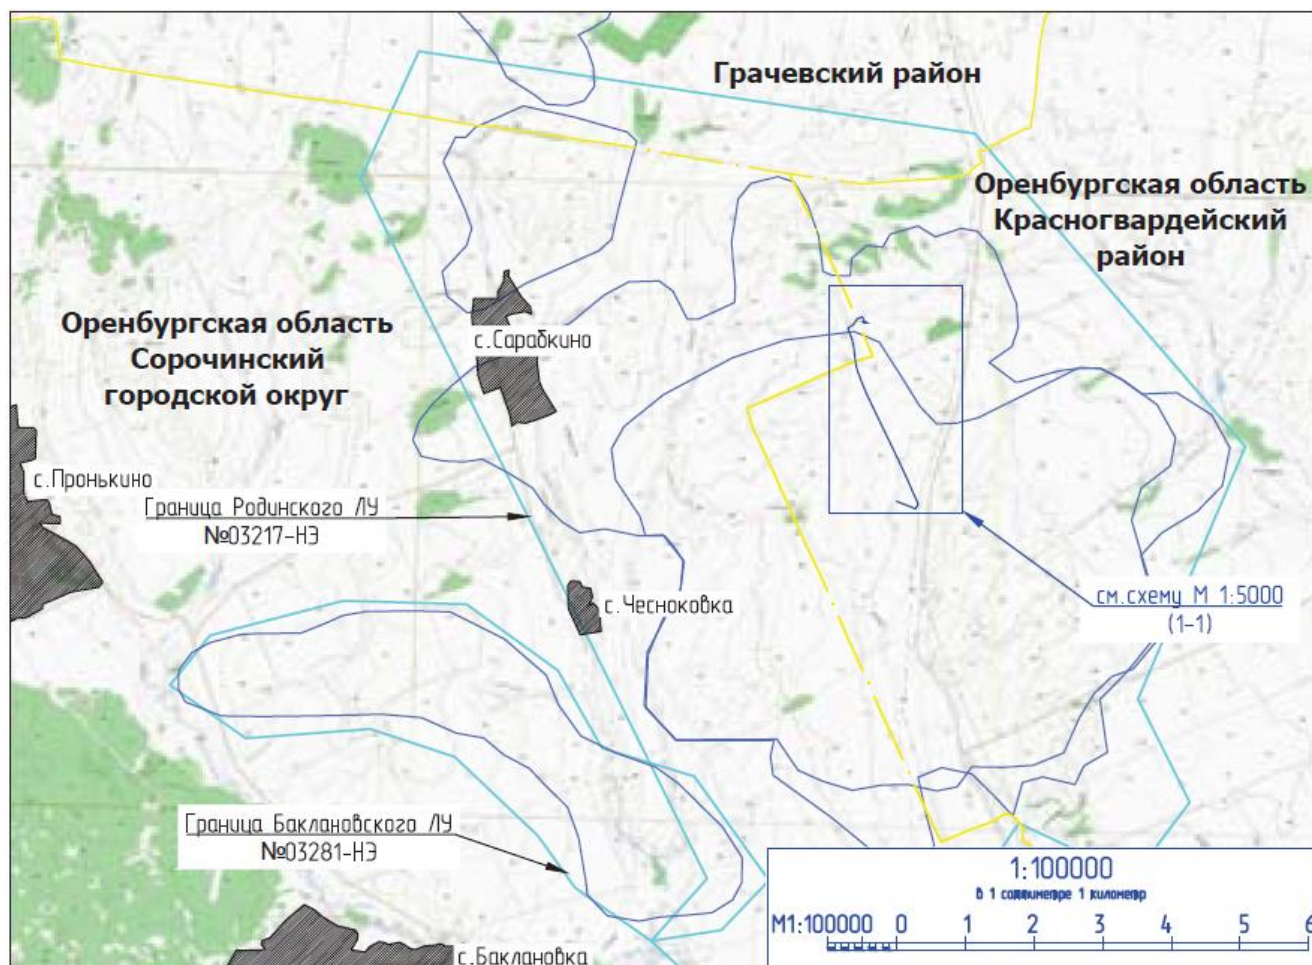 Грачевский район
Оренбургская область
Красногвардейский
район
Оренбургская область
Сорочинский
городской округ
с.Сарабкино
с.Пронькино
Граница Родинского ЛУ
№03217-НЭ
с.Чесноковка
см.схему М 1:5000
(1-1)
Граница Баклановского ЛУ
№03281-НЭ
с.Баклановка
1:100000
в 1 сантиметре 1 километр
М1:100000 0 1 2 3 4 5 6